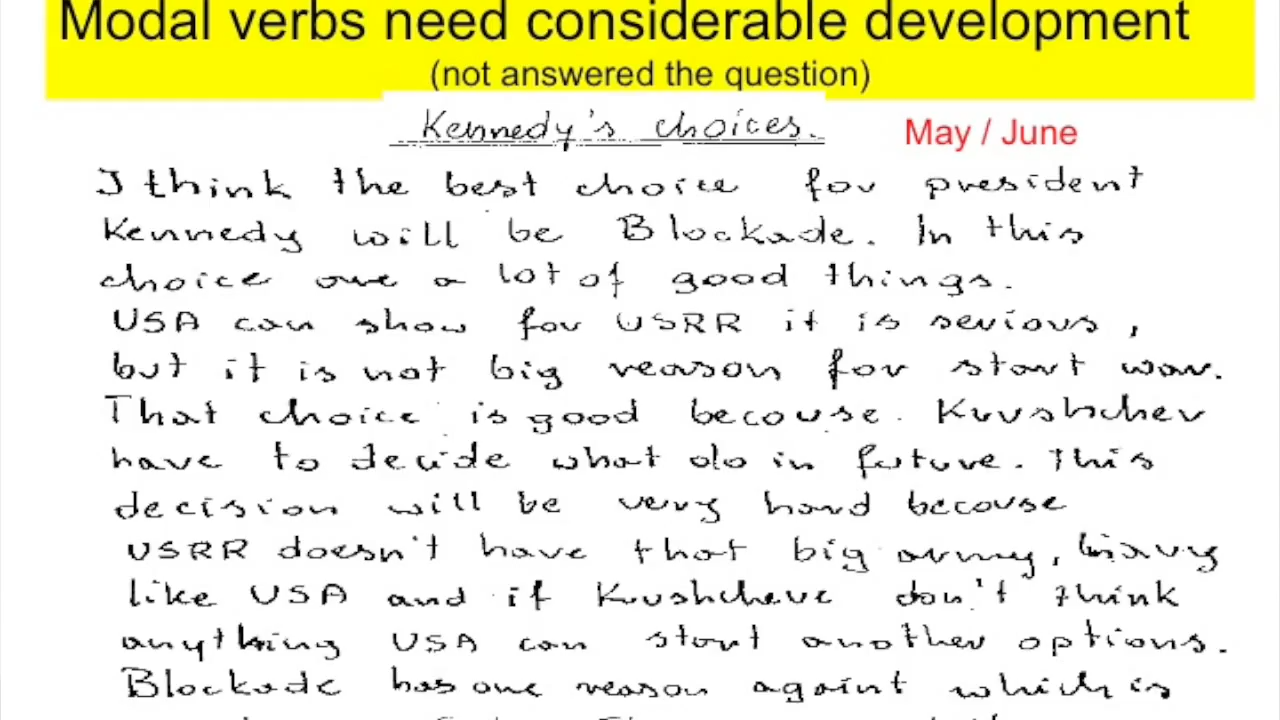 Modal verbs need considerable development
(not answered the question)
Kennedy's choices.
May / June
I think the best choice for president
Kennedy will be Blockade. In this
choice are a lot of good things.
USA can show for USRR it is serious,
but it is not big reason for start war.
That choice is good becouse. Krushchev
have to decide what do in future. This
decision will be very hard becouse
USRR doesn't have that big army, navy
like USA and if Krushcheve don't think
anything USA can start another options.
Blockade has one reason againt which is